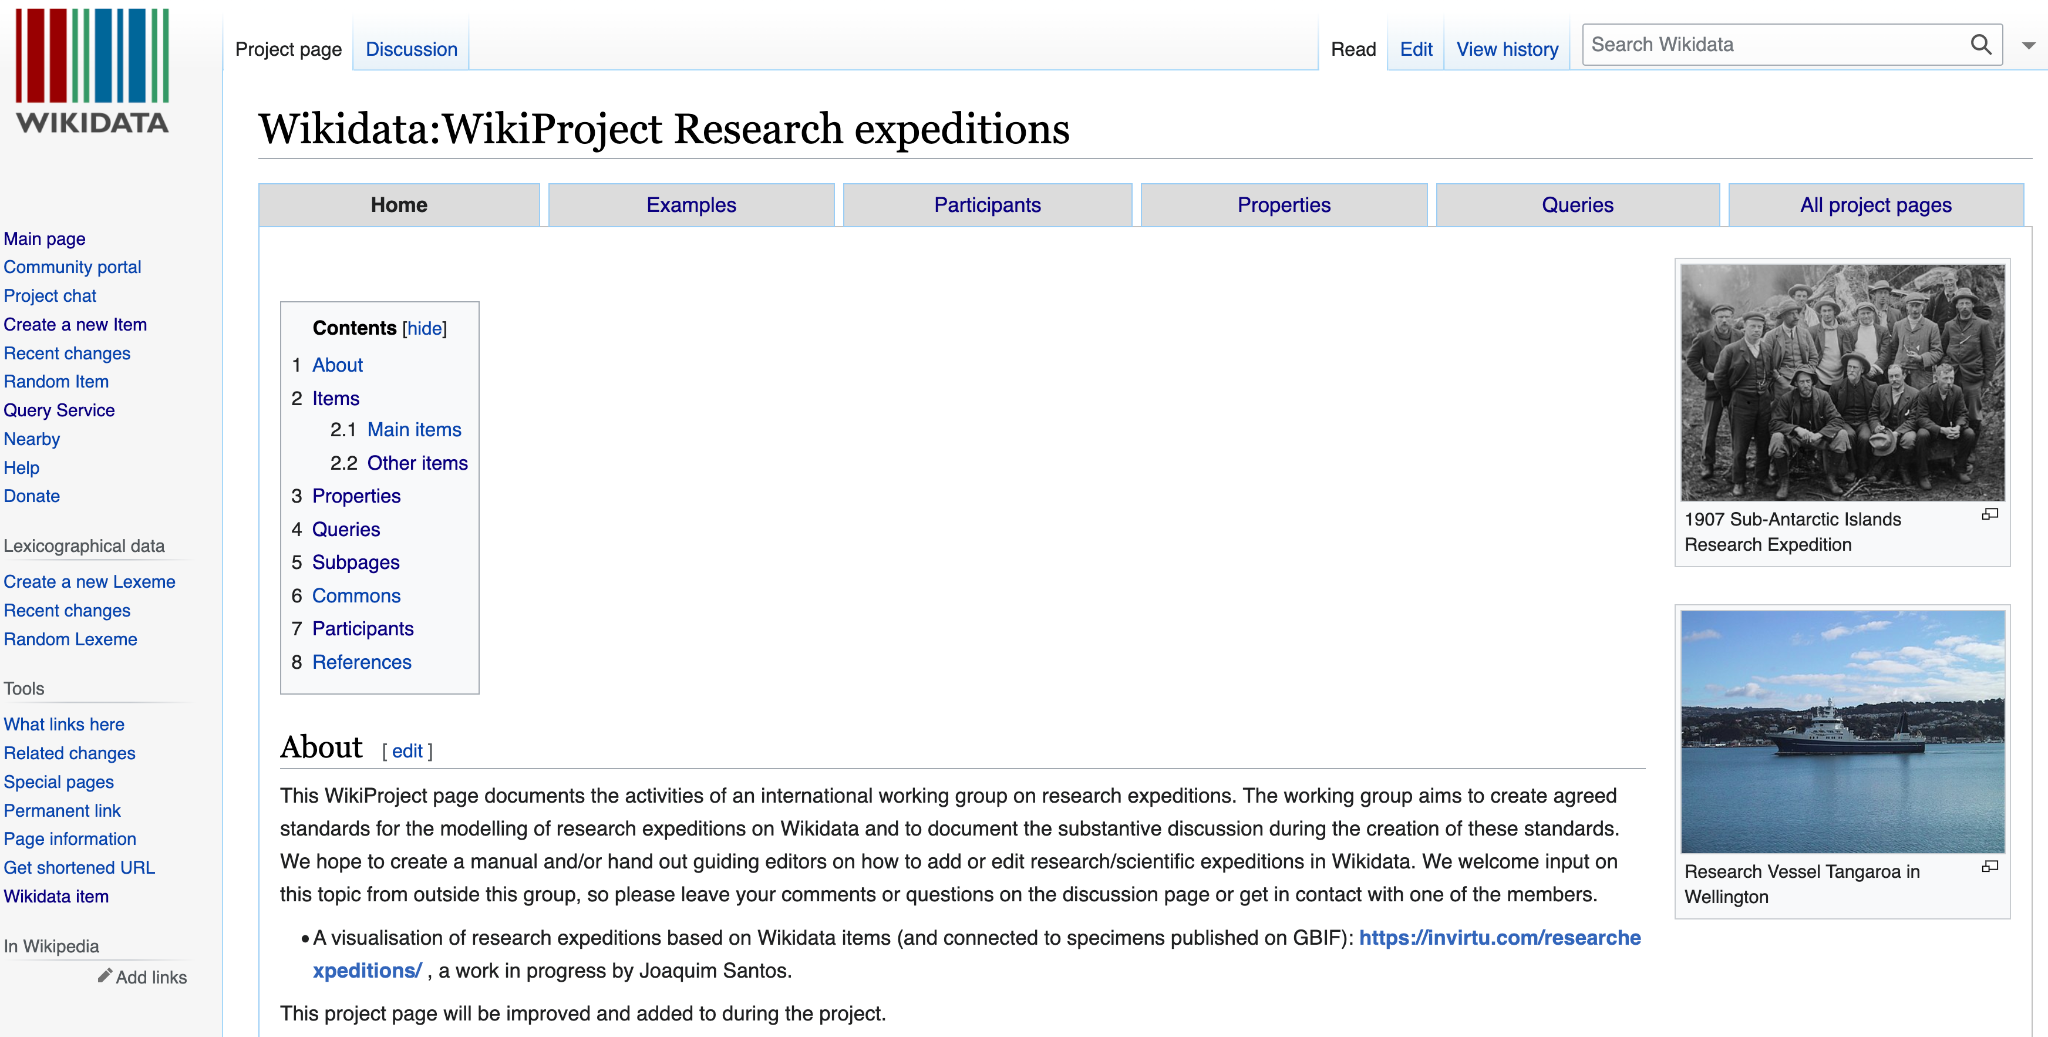 WIKIDATA
Project page
Discussion
Read
Edit
View history
Search Wikidata
Main page
Community portal
Project chat
Create a new Item
Recent changes
Random Item
Query Service
Nearby
Help
Donate
Lexicographical data
Create a new Lexeme
Recent changes
Random Lexeme
Tools
What links here
Related changes
Special pages
Permanent link
Page information
Get shortened URL
Wikidata item
In Wikipedia
Add links
Wikidata:WikiProject Research expeditions
Home
Examples
Participants
Properties
Queries
All project pages
Contents [hide]
1 About
2 Items
2.1 Main items
2.2 Other items
3 Properties
4 Queries
5 Subpages
6 Commons
7 Participants
8 References
1907 Sub-Antarctic Islands
Research Expedition
Research Vessel Tangaroa in
Wellington
About [ edit ]
This WikiProject page documents the activities of an international working group on research expeditions. The working group aims to create agreed
standards for the modelling of research expeditions on Wikidata and to document the substantive discussion during the creation of these standards.
We hope to create a manual and/or hand out guiding editors on how to add or edit research/scientific expeditions in Wikidata. We welcome input on
this topic from outside this group, so please leave your comments or questions on the discussion page or get in contact with one of the members.
• A visualisation of research expeditions based on Wikidata items (and connected to specimens published on GBIF): https://invirtu.com/researche
xpeditions/ , a work in progress by Joaquim Santos.
This project page will be improved and added to during the project.